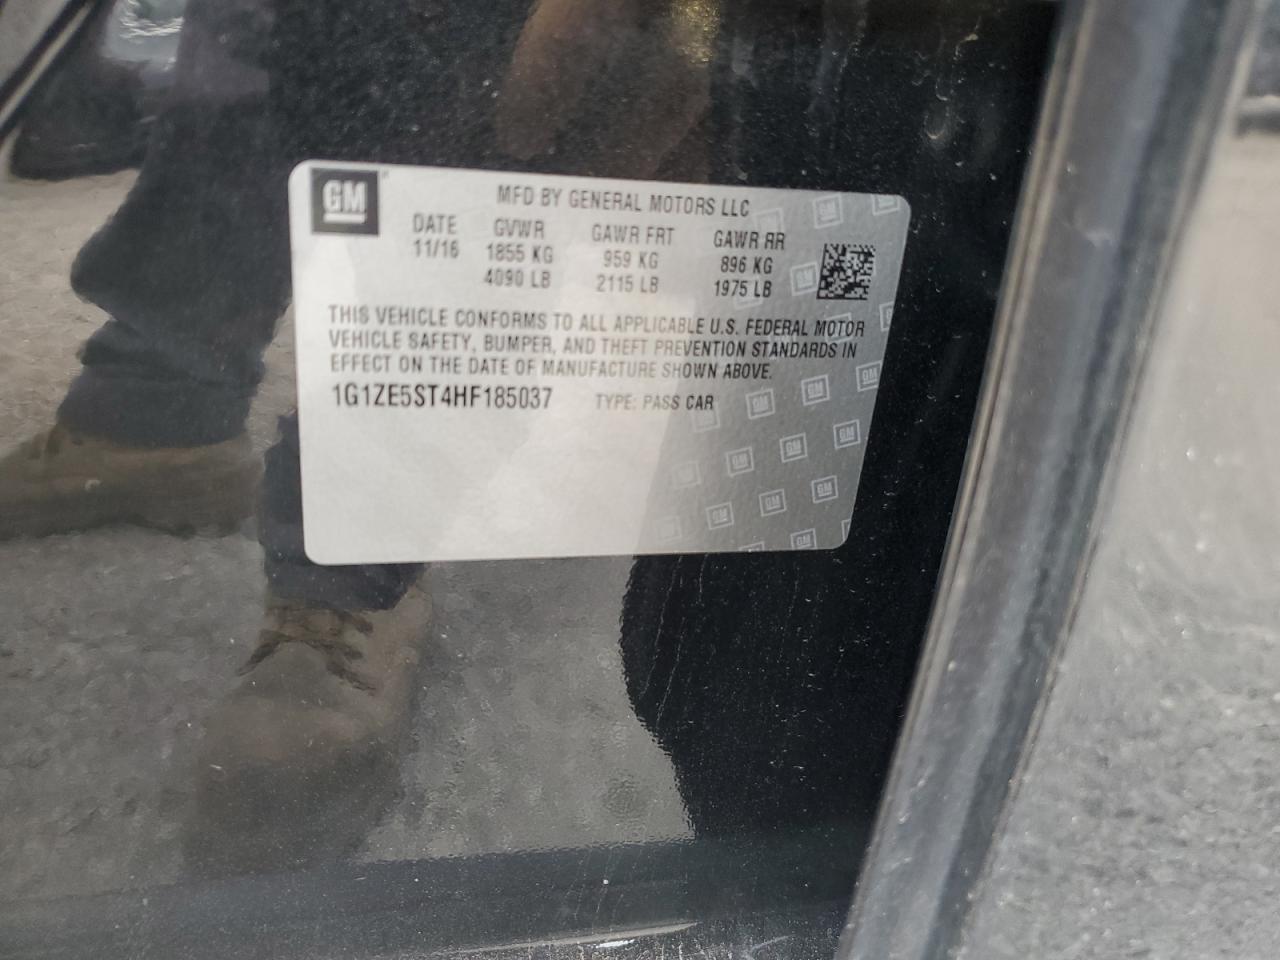 GM
MFD BY GENERAL MOTORS LLC
DATE GVWR GAWR FRT GAWR RR
11/16 1855 KG 959 KG 896 KG
4090 LB 2115 LB 1975 LB
THIS VEHICLE CONFORMS TO ALL APPLICABLE U.S. FEDERAL MOTOR
VEHICLE SAFETY, BUMPER, AND THEFT PREVENTION STANDARDS IN
EFFECT ON THE DATE OF MANUFACTURE SHOWN ABOVE.
1G1ZE5ST4HF185037 TYPE: PASS CAR